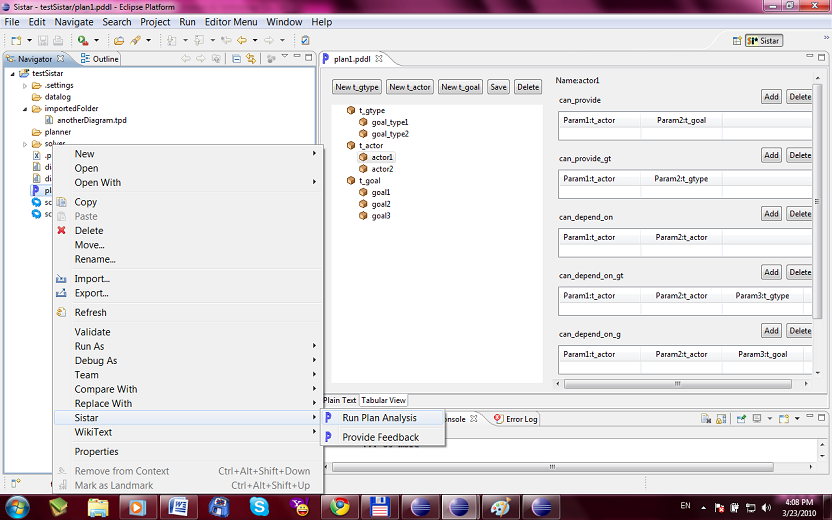 Sistar - testSistar/plan1.pddl - Eclipse Platform
File Edit Navigate Search Project Run Editor Menu Window Help
Sistar
Navigator Outline
testSistar
.settings
datalog
importedFolder
anotherDiagram.tpd
planner
solver
.p
di
di
pl
sc
sc
New
Open
Open With
Copy
Paste
Delete
Move...
Rename...
Import...
Export...
Refresh
Validate
Run As
Debug As
Team
Compare With
Replace With
Sistar
WikiText
Properties
Remove from Context Ctrl+Alt+Shift+Down
Mark as Landmark Ctrl+Alt+Shift+Up
Run Plan Analysis
Provide Feedback
plan1.pddl
New t_gtype New t_actor New t_goal Save Delete
t_gtype
goal_type1
goal_type2
t_actor
actor1
actor2
t_goal
goal1
goal2
goal3
Name:actor1
can_provide Add Delete
Param1:t_actor Param2:t_goal
can_provide_gt Add Delete
Param1:t_actor Param2:t_gtype
can_depend_on Add Delete
Param1:t_actor Param2:t_actor
can_depend_on_gt Add Delete
Param1:t_actor Param2:t_actor Param3:t_gtype
can_depend_on_g Add Delete
Param1:t_actor Param2:t_actor Param3:t_goal
Plain Text Tabular View
onsole Error Log
EN
4:08 PM
3/23/2010